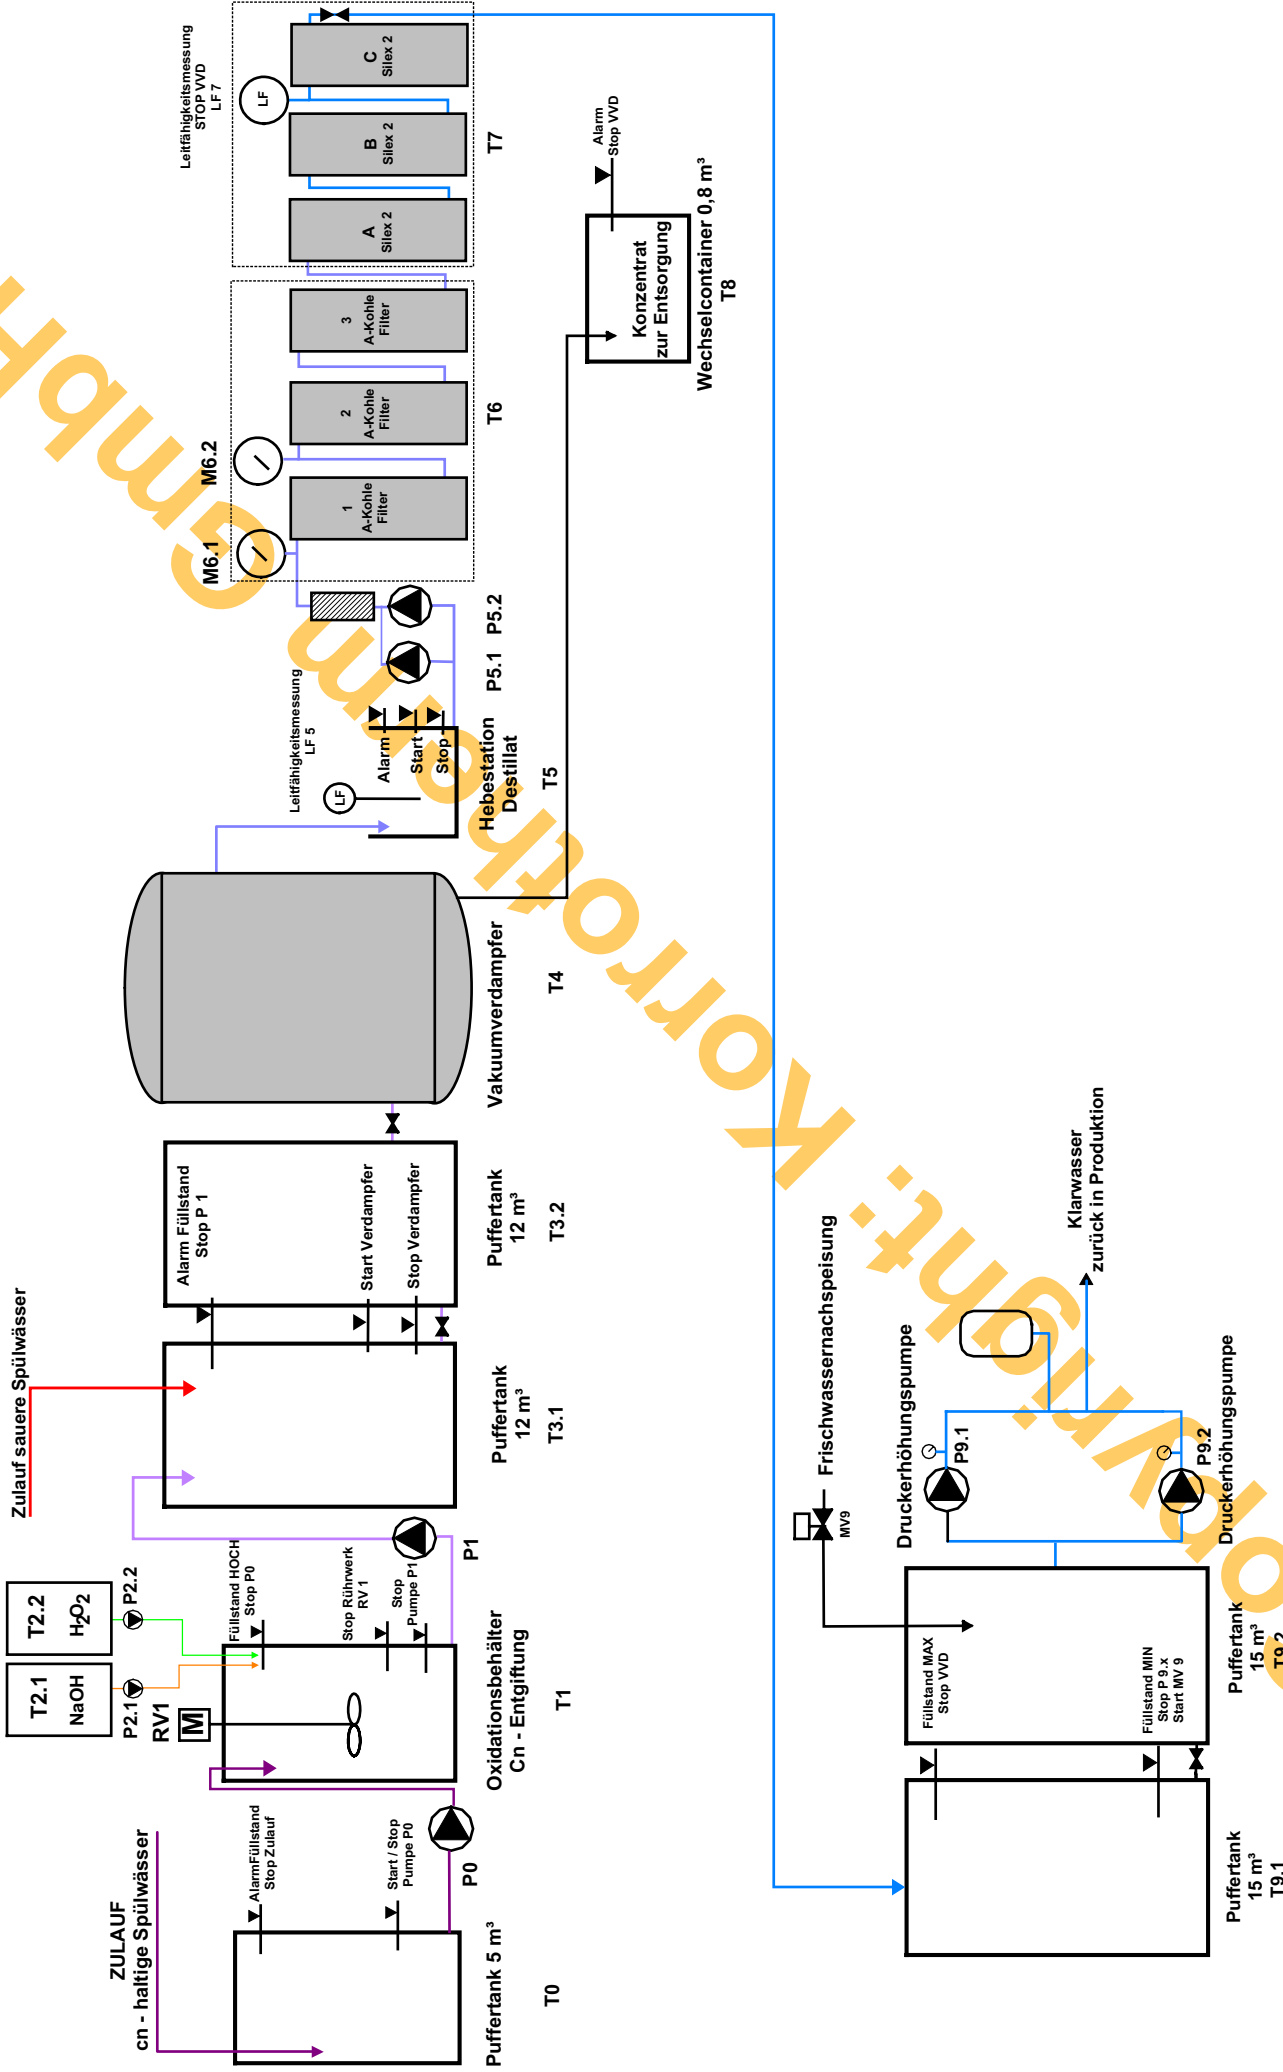 ZULAUF
cn - haltige Spülwässer
AlarmFüllstand
Stop Zulauf
Start / Stop
Pumpe P0
Puffertank 5 m³
T0
P0
T2.1
NaOH
T2.2
H2O2
P2.1
P2.2
RV1
M
Füllstand HOCH
Stop P0
Stop Rührwerk
RV 1
Stop
Pumpe P1
Oxidationsbehälter
Cn - Entgiftung
T1
P1
Zulauf sauere Spülwässer
Puffertank
12 m³
T3.1
Alarm Füllstand
Stop P 1
Start Verdampfer
Stop Verdampfer
Puffertank
12 m³
T3.2
Vakuumverdampfer
T4
Leitfähigkeitsmessung
LF 5
LF
Alarm
Start
Stop
Hebestation
Destillat
T5
P5.1
P5.2
M6.1
M6.2
1
A-Kohle
Filter
2
A-Kohle
Filter
3
A-Kohle
Filter
T6
Leitfähigkeitsmessung
STOP VVD
LF 7
LF
A
Silex 2
B
Silex 2
C
Silex 2
T7
Alarm
Stop VVD
Konzentrat
zur Entsorgung
Wechselcontainer 0,8 m³
T8
Puffertank
15 m³
T9.1
Füllstand MAX
Stop VVD
Füllstand MIN
Stop P 9.x
Start MV 9
Puffertank
15 m³
T9.2
MV9
Frischwassernachspeisung
Druckerhöhungspumpe
P9.1
P9.2
Druckerhöhungspumpe
Klarwasser
zurück in Produktion
opyright: Korrotherm GmbH